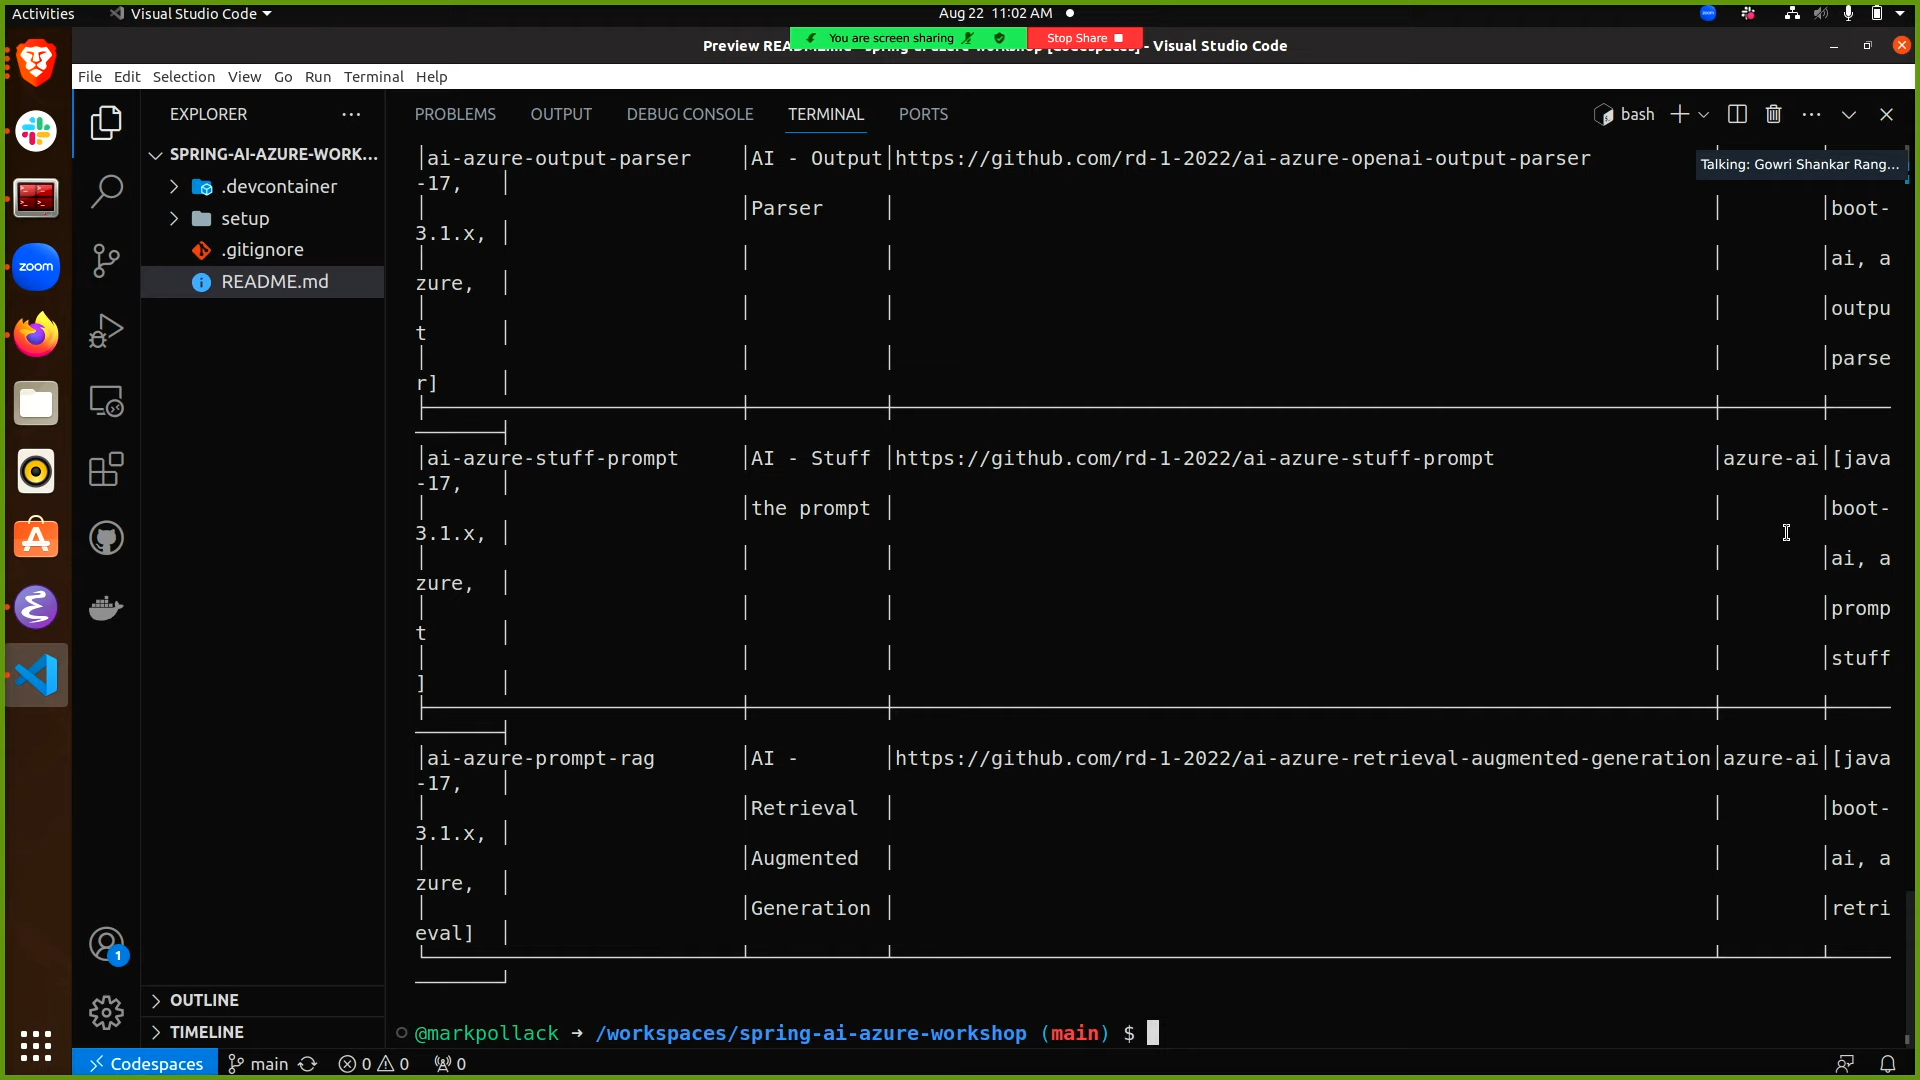 Activities
Visual Studio Code
Aug 22 11:02 AM
zoom
You are screen sharing
Stop Share
Preview README.md - spring-ai-azure-workshop [Codespaces] - Visual Studio Code
File Edit Selection View Go Run Terminal Help
EXPLORER
PROBLEMS OUTPUT DEBUG CONSOLE TERMINAL PORTS
bash
SPRING-AI-AZURE-WORK...
.devcontainer
setup
.gitignore
README.md
Talking: Gowri Shankar Rang...
|ai-azure-output-parser |AI - Output|https://github.com/rd-1-2022/ai-azure-openai-output-parser
-17, |
| |Parser | | |boot-
3.1.x, |
| | | | |ai, a
zure, |
| | | | |outpu
t |
| | | | |parse
r] |
|ai-azure-stuff-prompt |AI - Stuff |https://github.com/rd-1-2022/ai-azure-stuff-prompt |azure-ai|[java
-17, |
| |the prompt | | |boot-
3.1.x, |
| | | | |ai, a
zure, |
| | | | |promp
t |
| | | | |stuff
] |
|ai-azure-prompt-rag |AI - |https://github.com/rd-1-2022/ai-azure-retrieval-augmented-generation|azure-ai|[java
-17, |
| |Retrieval | | |boot-
3.1.x, |
| |Augmented | | |ai, a
zure, |
| |Generation | | |retri
eval] |
@markpollack ➜ /workspaces/spring-ai-azure-workshop (main) $
zoom
1
OUTLINE
TIMELINE
Codespaces
main
0 0
0